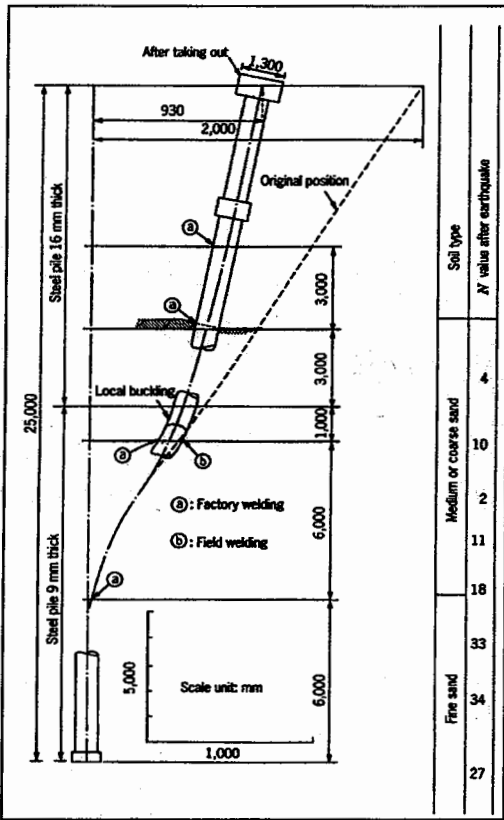 After taking out
1,300
930
2,000
Original position
ⓐ
Steel pile 16 mm thick
3,000
ⓐ
3,000
Local buckling
1,000
25,000
ⓐ
ⓑ
ⓐ : Factory welding
ⓑ : Field welding
6,000
ⓐ
Steel pile 9 mm thick
5,000
Scale unit: mm
6,000
1,000
Soil type
N value after earthquake
Medium or coarse sand
4
10
2
11
18
Fine sand
33
34
27